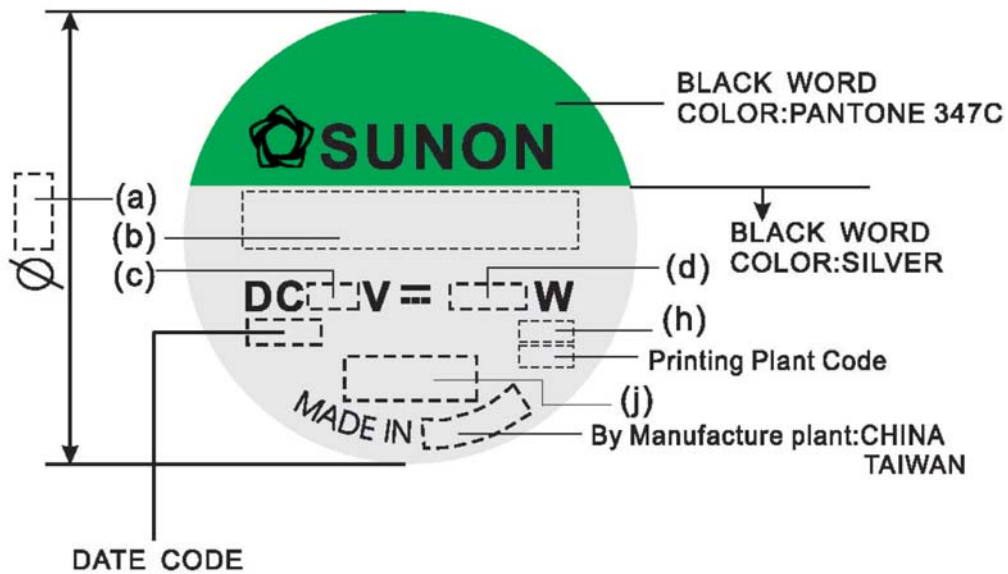 BLACK WORD
COLOR:PANTONE 347C
SUNON
(a)
(b)
BLACK WORD
COLOR:SILVER
Ø
(c)
(d)
DC V W
(h)
Printing Plant Code
(j)
MADE IN
By Manufacture plant:CHINA
TAIWAN
DATE CODE